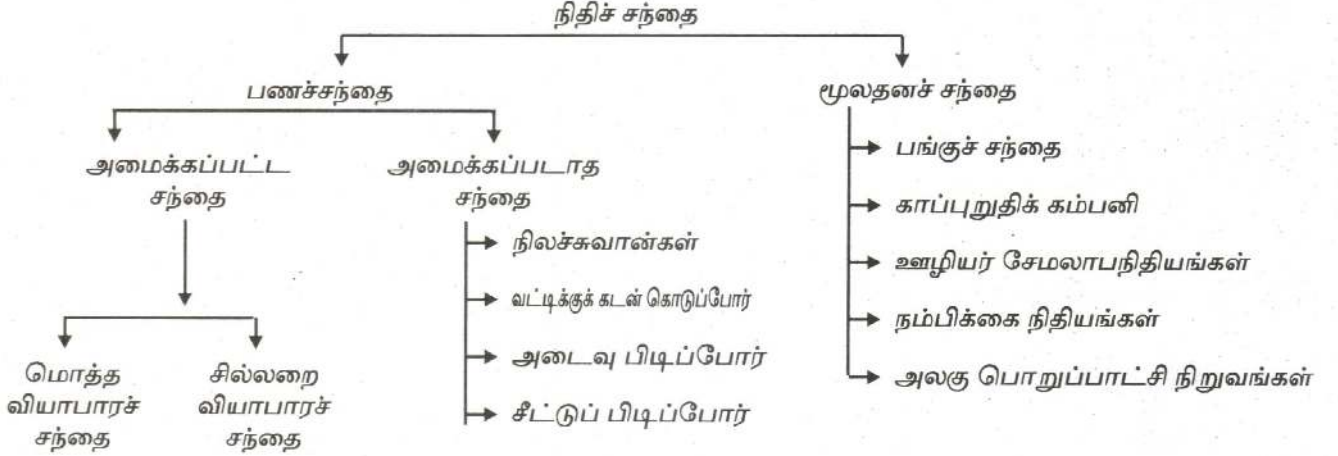 நிதிச் சந்தை
பணச்சந்தை
மூலதனச் சந்தை
அமைக்கப்பட்ட
சந்தை
அமைக்கப்படாத
சந்தை
மொத்த
வியாபாரச்
சந்தை
சில்லறை
வியாபாரச்
சந்தை
நிலச்சுவான்கள்
வட்டிக்குக் கடன் கொடுப்போர்
அடைவு பிடிப்போர்
சீட்டுப் பிடிப்போர்
பங்குச் சந்தை
காப்புறுதிக் கம்பனி
ஊழியர் சேமலாபநிதியங்கள்
நம்பிக்கை நிதியங்கள்
அலகு பொறுப்பாட்சி நிறுவங்கள்